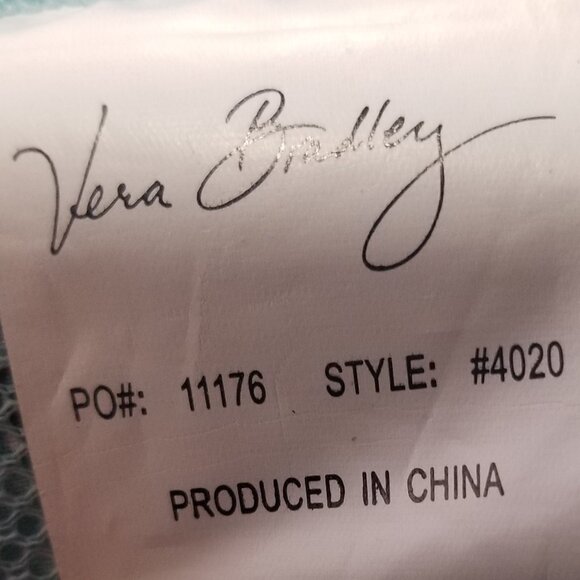 Vera Bradley
PO#: 11176 STYLE: #4020
PRODUCED IN CHINA